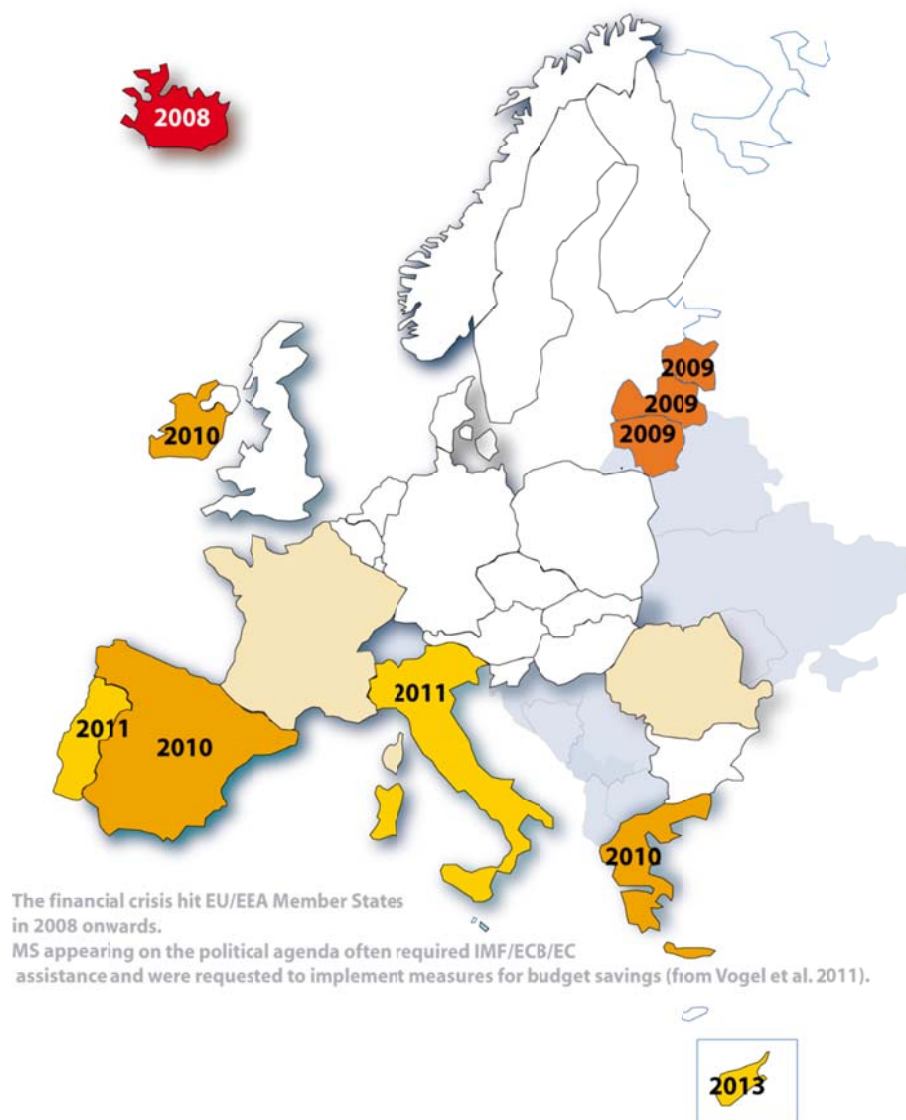 2008
2009
2009
2010
2009
2011
2011
2010
2010
The financial crisis hit EU/EEA Member States
in 2008 onwards.
MS appearing on the political agenda often required IMF/ECB/EC
assistance and were requested to implement measures for budget savings (from Vogel et al. 2011).
2013